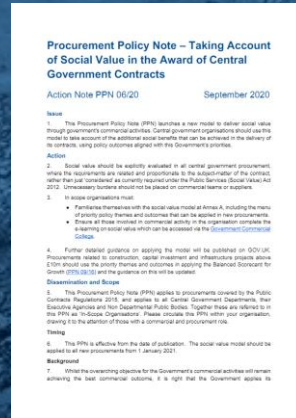 Procurement Policy Note – Taking Account
of Social Value in the Award of Central
Government Contracts
Action Note PPN 06/20 September 2020
Issue
1. This Procurement Policy Note (PPN) launches a new model to deliver social value
through government's commercial activities. Central government organisations should use this
model to take account of the additional social benefits that can be achieved in the delivery of
its contracts, using policy outcomes aligned with this Government's priorities.
Action
2. Social value should be explicitly evaluated in all central government procurement,
where the requirements are related and proportionate to the subject-matter of the contract,
rather than just 'considered' as currently required under the Public Services (Social Value) Act
2012. Unnecessary burdens should not be placed on commercial teams or suppliers.
3. In scope organisations must:
● Familiarise themselves with the social value model at Annex A, including the menu
of priority policy themes and outcomes that can be applied in new procurements.
● Ensure all those involved in commercial activity in the organisation complete the
e-learning on social value which can be accessed via the Government Commercial
College.
4. Further detailed guidance on applying the model will be published on GOV.UK.
Procurements related to construction, capital investment and infrastructure projects above
£10m should use the priority themes and outcomes in applying the Balanced Scorecard for
Growth (PPN 09/16) and the guidance on this will be updated.
Dissemination and Scope
5. This Procurement Policy Note (PPN) applies to procurements covered by the Public
Contracts Regulations 2015, and applies to all Central Government Departments, their
Executive Agencies and Non Departmental Public Bodies. Together these are referred to in
this PPN as 'In-Scope Organisations'. Please circulate this PPN within your organisation,
drawing it to the attention of those with a commercial and procurement role.
Timing
6. This PPN is effective from the date of publication. The social value model should be
applied to all new procurements from 1 January 2021.
Background
7. Whilst the overarching objective for the Government's commercial activities will remain
achieving the best commercial outcome, it is right that the Government applies its